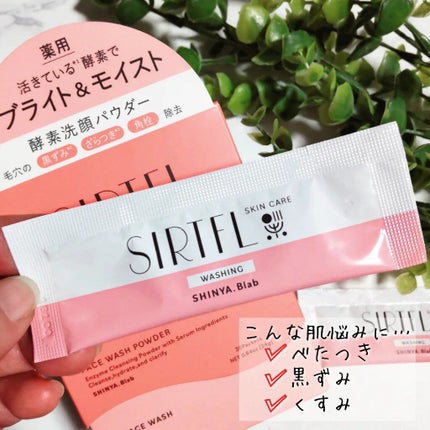 薬用
活きている酵素で
ブライト&モイスト
酵素洗顔パウダー
毛穴の 黒ずみ ざらつき 角栓 除去
SIRTFL
SIRTFL
SKIN CARE
WASHING
SHINYA.Blab
FACE WASH POWDER
Enzyme Cleansing Powder with Serum Ingredients
Cleanse,hydrate,and clarify
SHINYA.Blab
FACE WASH
こんな肌悩みに…
べたつき
黒ずみ
くすみ